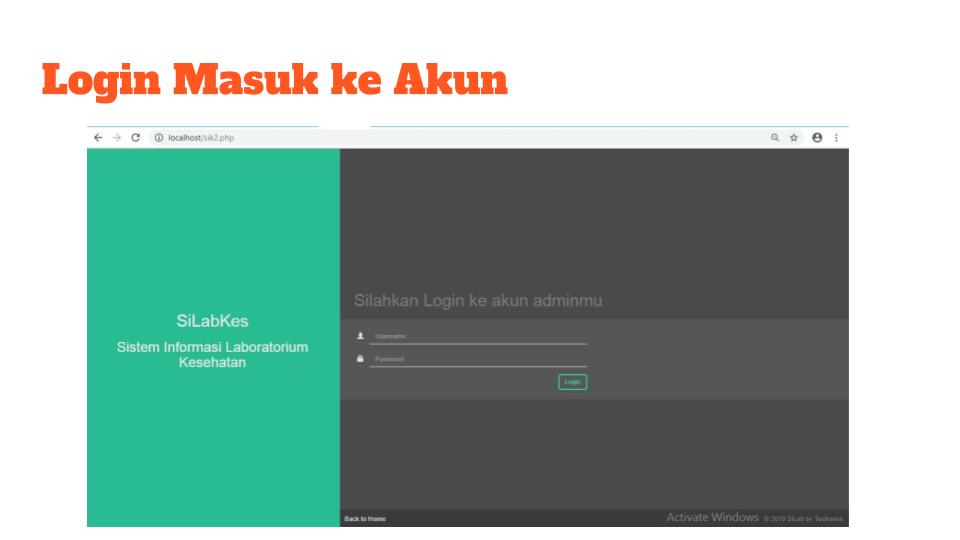 Login Masuk ke Akun
localhost/sik2.php
SiLabKes
Sistem Informasi Laboratorium
Kesehatan
Silahkan Login ke akun adminmu
Username
Password
Login
Back to Home
Activate Windows © 2019 SiLab by